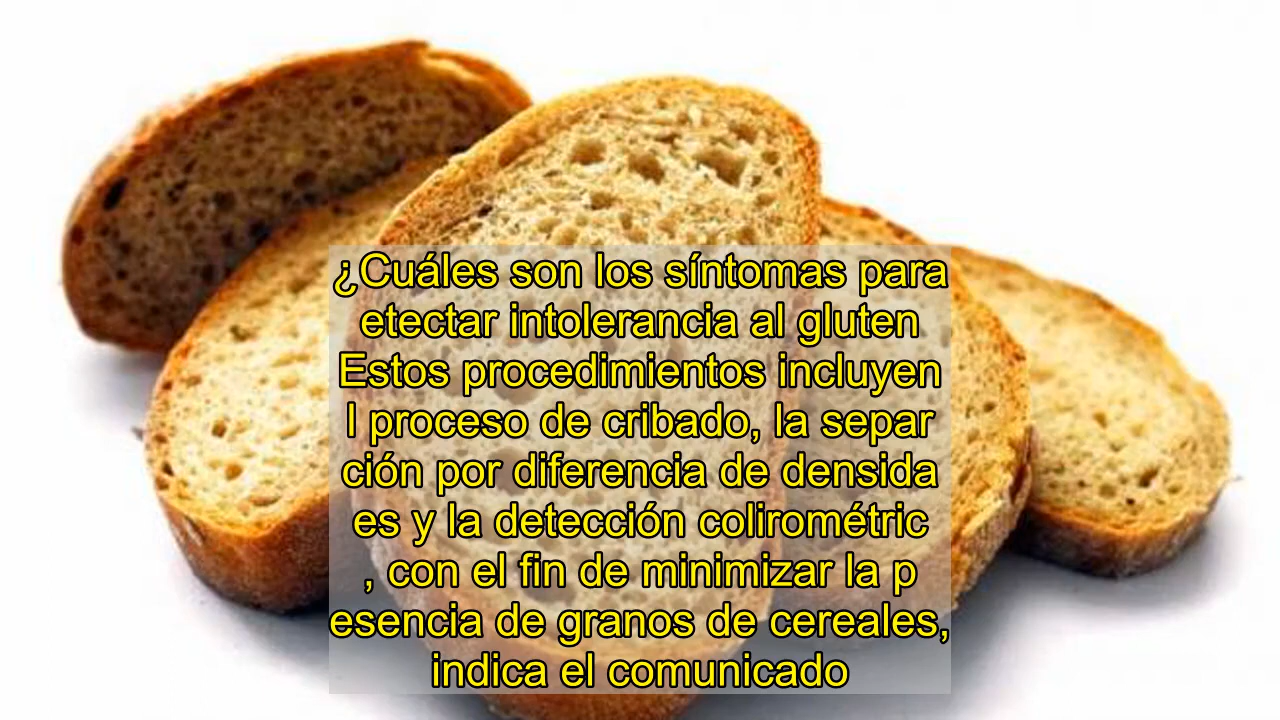 ¿Cuáles son los síntomas para
etectar intolerancia al gluten
Estos procedimientos incluyen
l proceso de cribado, la separ
ción por diferencia de densida
es y la detección colirométric
, con el fin de minimizar la p
esencia de granos de cereales,
indica el comunicado